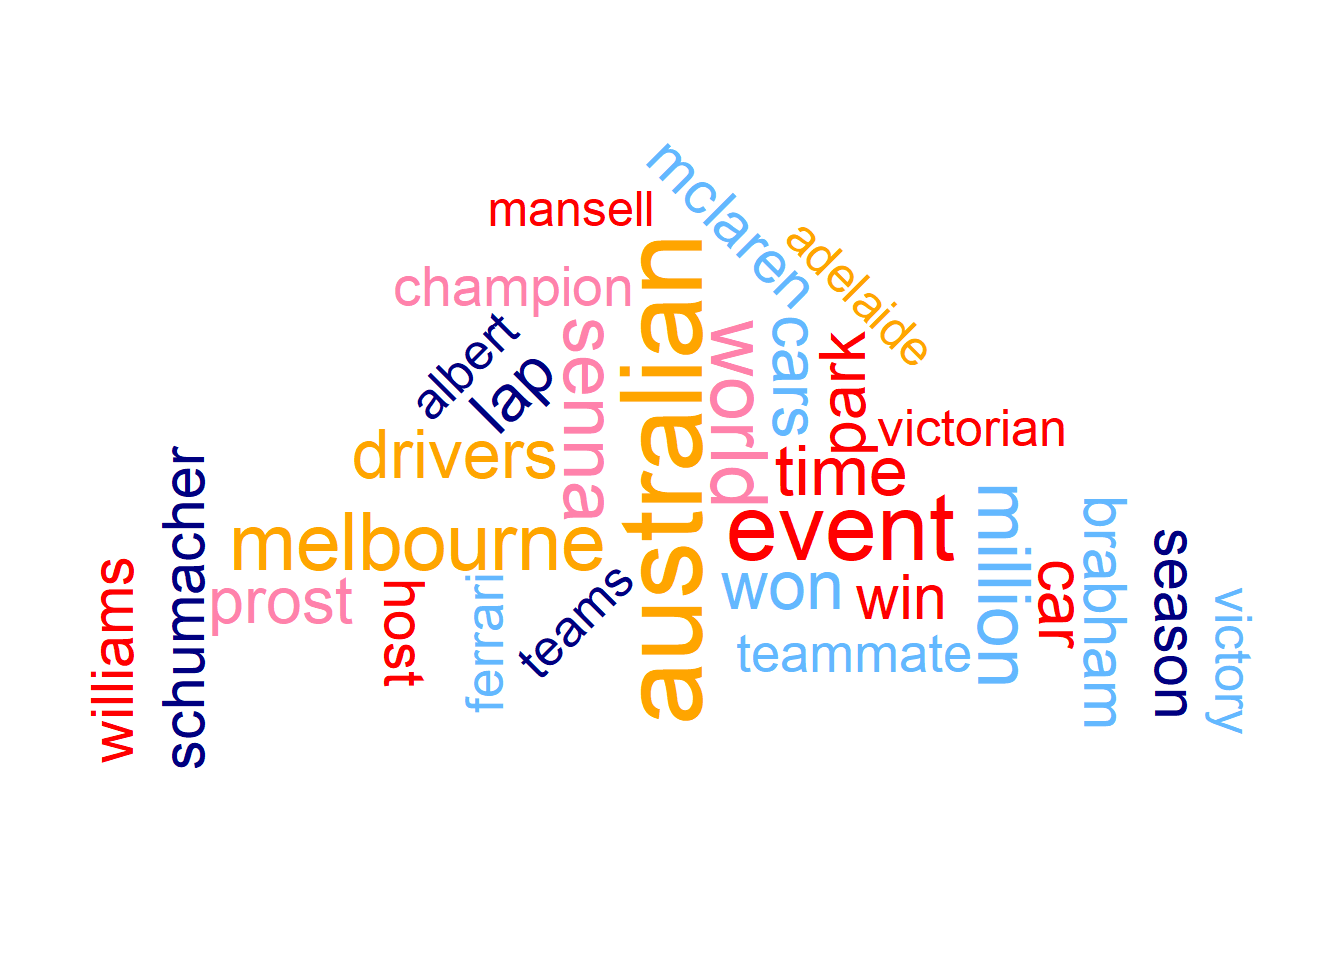 mclaren
mansell
adelaide
australian
champion
albert
lap
senna
world
cars
park
victorian
drivers
time
schumacher
melbourne
event
million
brabham
season
williams
prost
host
ferrari
teams
won
win
car
victory
teammate